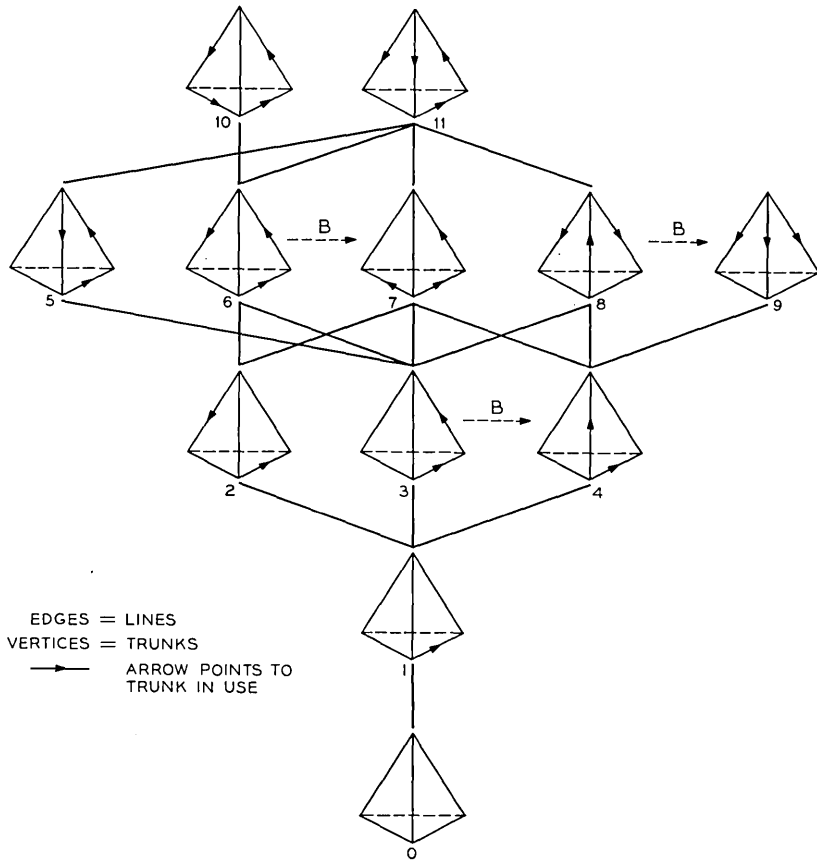 10 11
B B
5 6 7 8 9
B
2 3 4
1
EDGES = LINES
VERTICES = TRUNKS
ARROW POINTS TO
TRUNK IN USE
0